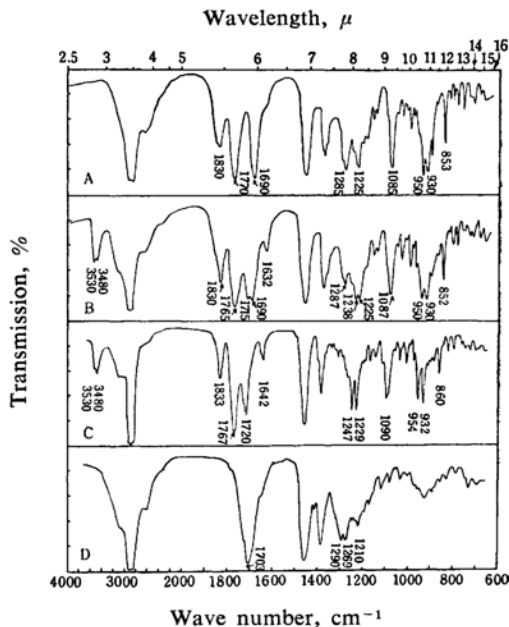 Wavelength, μ
2.5 3 4 5 6 7 8 9 10 11 12 13 14 15 16
Transmission, %
A
1830 1770 1690 1285 1225 1085 950 930 853
B
3530 3480 1830 1765 1715 1690 1632 1287 1238 1225 1087 950 930 852
C
3530 3480 1833 1767 1720 1642 1247 1229 1090 954 932 860
D
1703 1290 1269 1210
4000 3000 2000 1800 1600 1400 1200 1000 800 600
Wave number, cm⁻¹